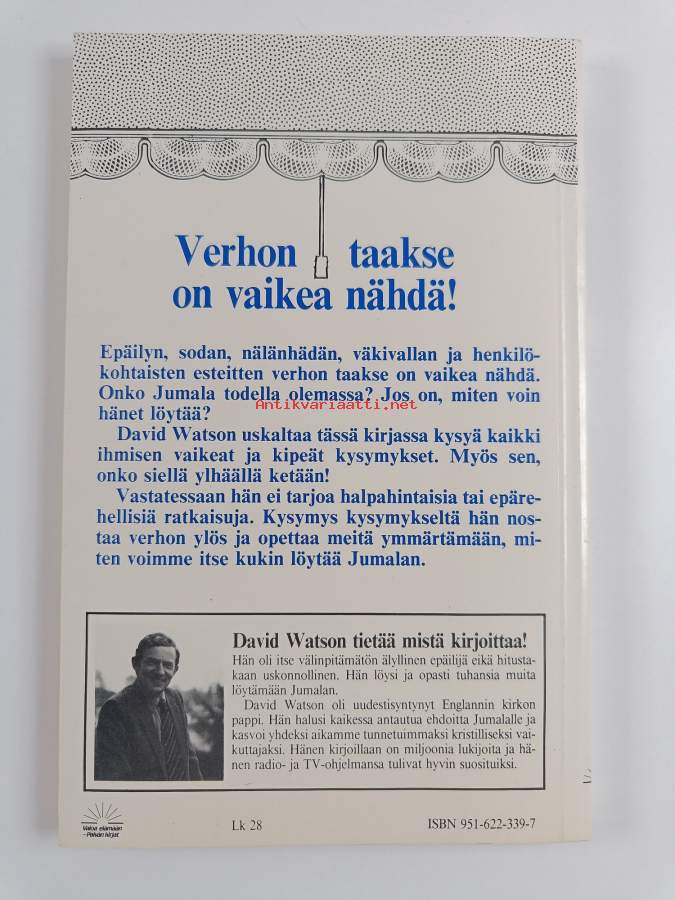 Verhon taakse
on vaikea nähdä!
Epäilyn, sodan, nälänhädän, väkivallan ja henkilö-
kohtaisten esteitten verhon taakse on vaikea nähdä.
Onko Jumala todella olemassa? Jos on, miten voin
hänet löytää?
Antikvariaatti.net
David Watson uskaltaa tässä kirjassa kysyä kaikki
ihmisen vaikeat ja kipeät kysymykset. Myös sen,
onko siellä ylhäällä ketään!
Vastatessaan hän ei tarjoa halpahintaisia tai epäre-
hellisiä ratkaisuja. Kysymys kysymykseltä hän nos-
taa verhon ylös ja opettaa meitä ymmärtämään, mi-
ten voimme itse kukin löytää Jumalan.
David Watson tietää mistä kirjoittaa!
Hän oli itse välinpitämätön älyllinen epäilijä eikä hitusta-
kaan uskonnollinen. Hän löysi ja opasti tuhansia muita
löytämään Jumalan.
David Watson oli uudestisyntynyt Englannin kirkon
pappi. Hän halusi kaikessa antautua ehdoitta Jumalalle ja
kasvoi yhdeksi aikamme tunnetuimmaksi kristilliseksi vai-
kuttajaksi. Hänen kirjoillaan on miljoonia lukijoita ja hä-
nen radio- ja TV-ohjelmansa tulivat hyvin suosituiksi.
Valoa elämään
-Päivän kirjat
Lk 28
ISBN 951-622-339-7